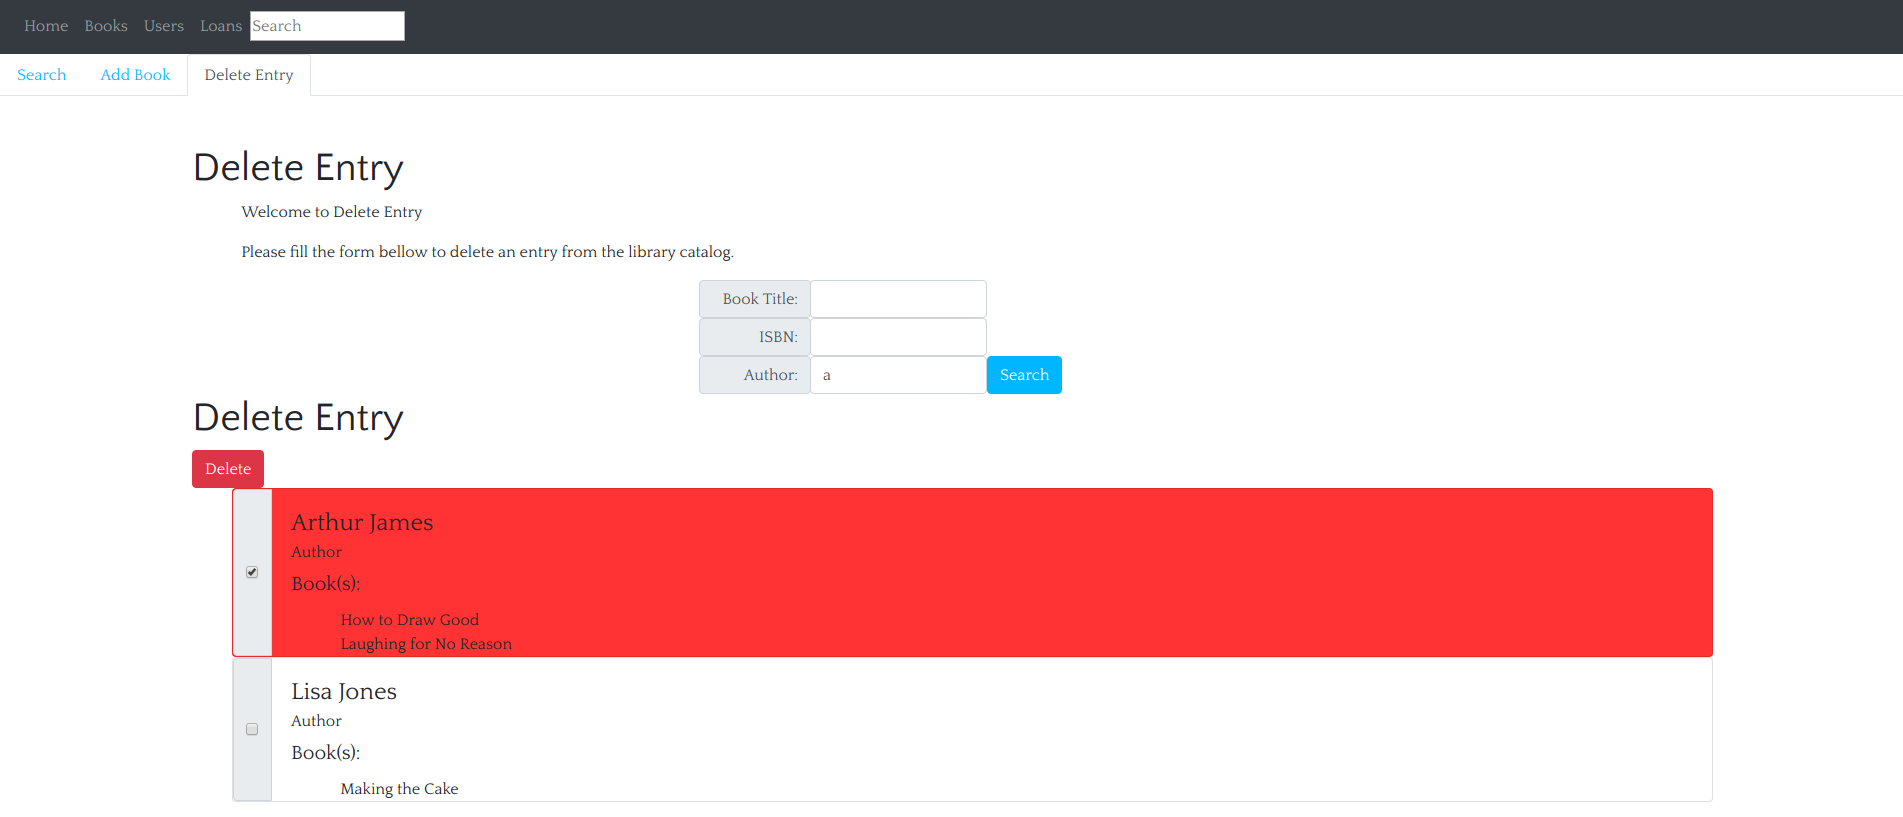 Home Books Users Loans Search
Search Add Book Delete Entry
Delete Entry
Welcome to Delete Entry
Please fill the form bellow to delete an entry from the library catalog.
Book Title:
ISBN:
Author: a Search
Delete Entry
Delete
Arthur James
Author
Book(s):
How to Draw Good
Laughing for No Reason
Lisa Jones
Author
Book(s):
Making the Cake